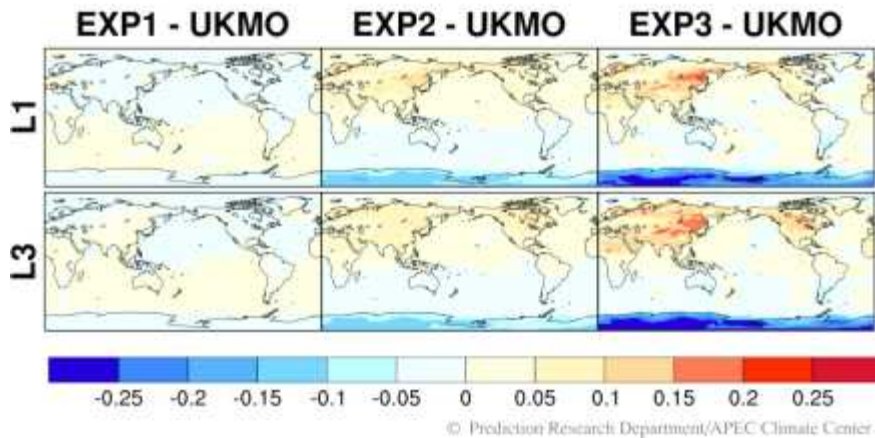 EXP1 - UKMO EXP2 - UKMO EXP3 - UKMO
L1
L3
-0.25 -0.2 -0.15 -0.1 -0.05 0 0.05 0.1 0.15 0.2 0.25
© Prediction Research Department/APEC Climate Center